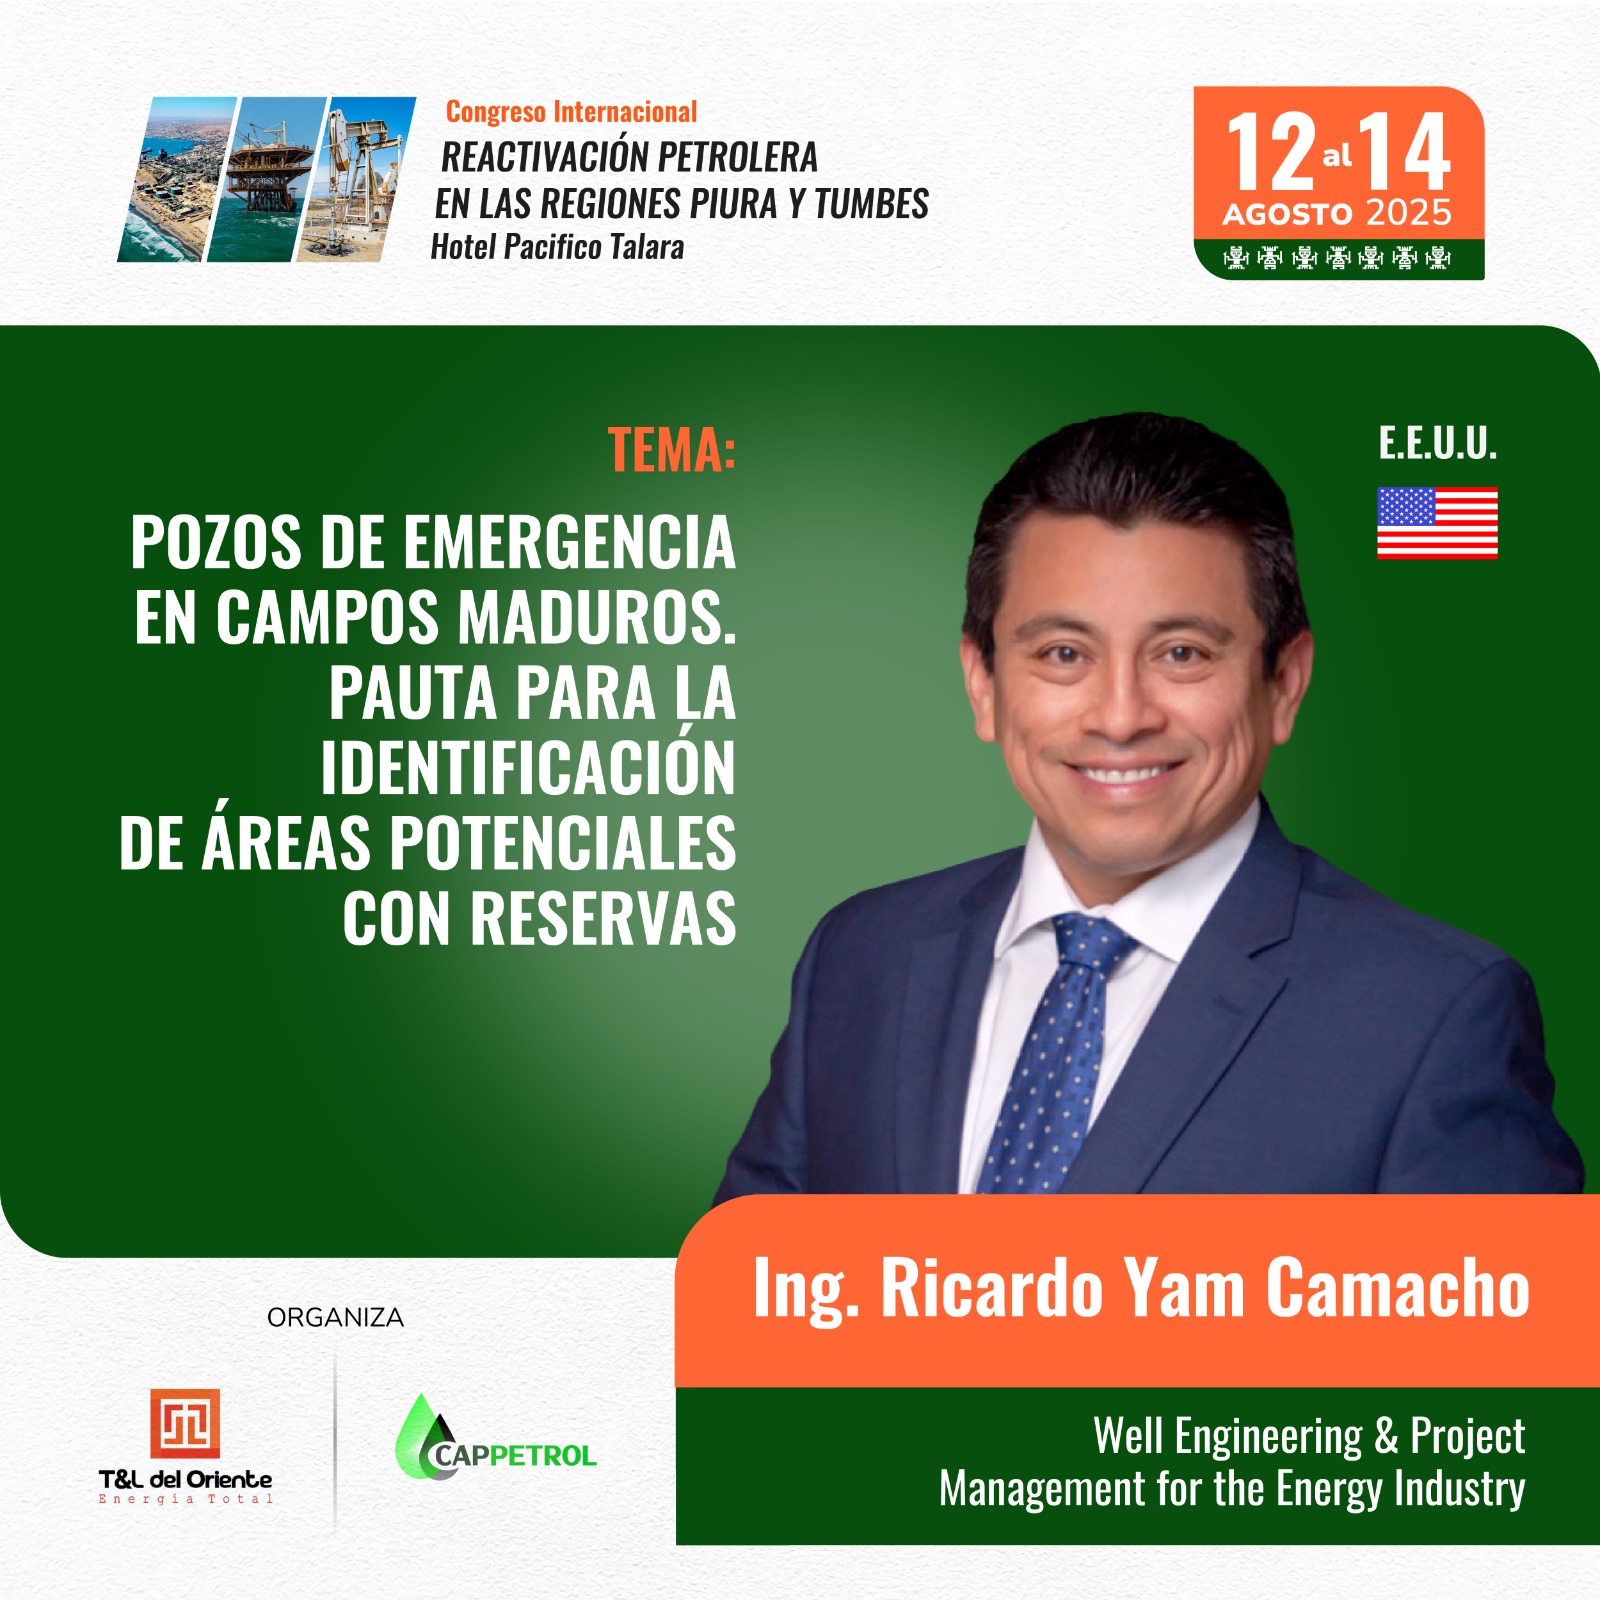 Congreso Internacional
REACTIVACIÓN PETROLERA
EN LAS REGIONES PIURA Y TUMBES
Hotel Pacifico Talara
12 al 14
AGOSTO 2025
TEMA:
POZOS DE EMERGENCIA
EN CAMPOS MADUROS.
PAUTA PARA LA
IDENTIFICACIÓN
DE ÁREAS POTENCIALES
CON RESERVAS
E.E.U.U.
Ing. Ricardo Yam Camacho
Well Engineering & Project
Management for the Energy Industry
ORGANIZA
T&L del Oriente
Energía Total
CAPPETROL